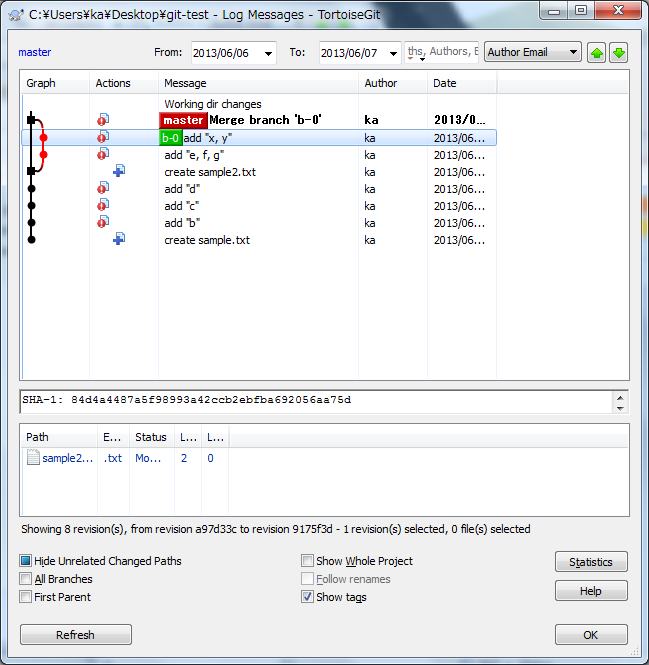 C:¥Users¥ka¥Desktop¥git-test - Log Messages - TortoiseGit
master From: 2013/06/06 To: 2013/06/07 ths, Authors, E Author Email
Graph Actions Message Author Date
Working dir changes
master Merge branch 'b-0' ka 2013/0...
b-0 add "x, y" ka 2013/06...
add "e, f, g" ka 2013/06...
create sample2.txt ka 2013/06...
add "d" ka 2013/06...
add "c" ka 2013/06...
add "b" ka 2013/06...
create sample.txt ka 2013/06...
SHA-1: 84d4a4487a5f98993a42ccb2ebfba692056aa75d
Path E... Status L... L...
sample2... .txt Mo... 2 0
Showing 8 revision(s), from revision a97d33c to revision 9175f3d - 1 revision(s) selected, 0 file(s) selected
Hide Unrelated Changed Paths Show Whole Project Statistics
All Branches Follow renames
First Parent Show tags Help
Refresh OK